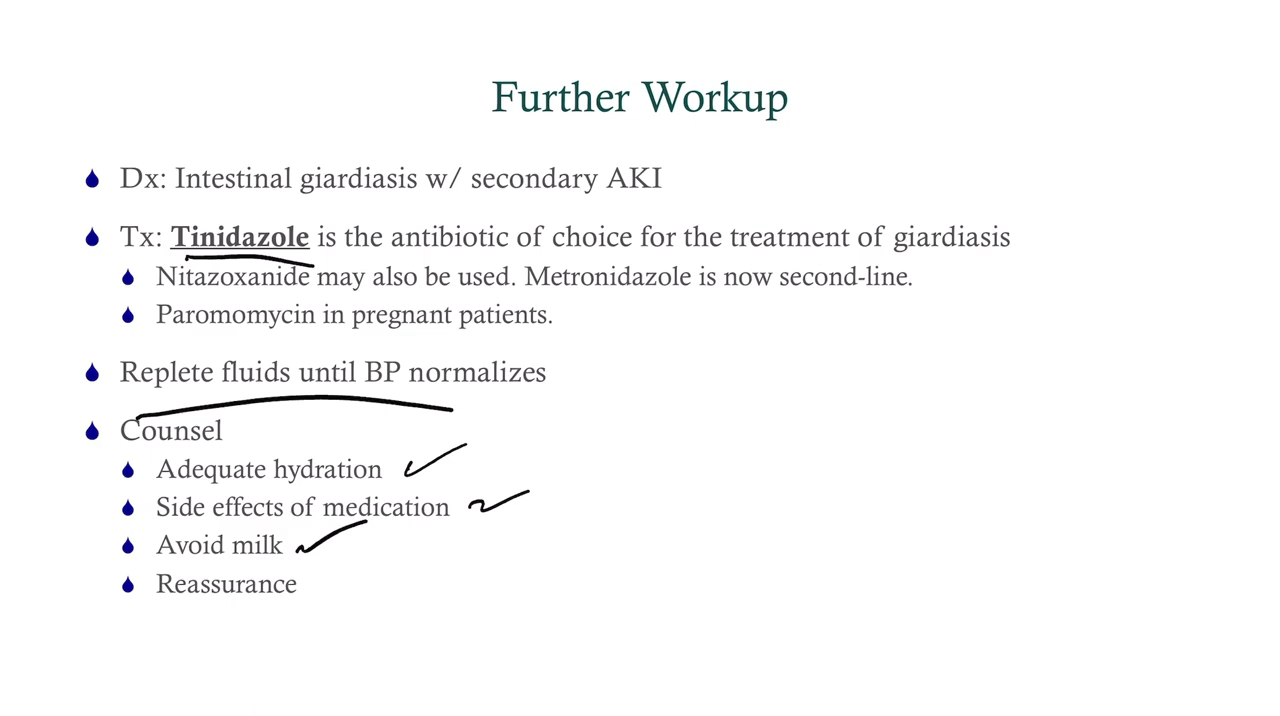 Further Workup
Dx: Intestinal giardiasis w/ secondary AKI
Tx: Tinidazole is the antibiotic of choice for the treatment of giardiasis
Nitazoxanide may also be used. Metronidazole is now second-line.
Paromomycin in pregnant patients.
Replete fluids until BP normalizes
Counsel
Adequate hydration
Side effects of medication
Avoid milk
Reassurance